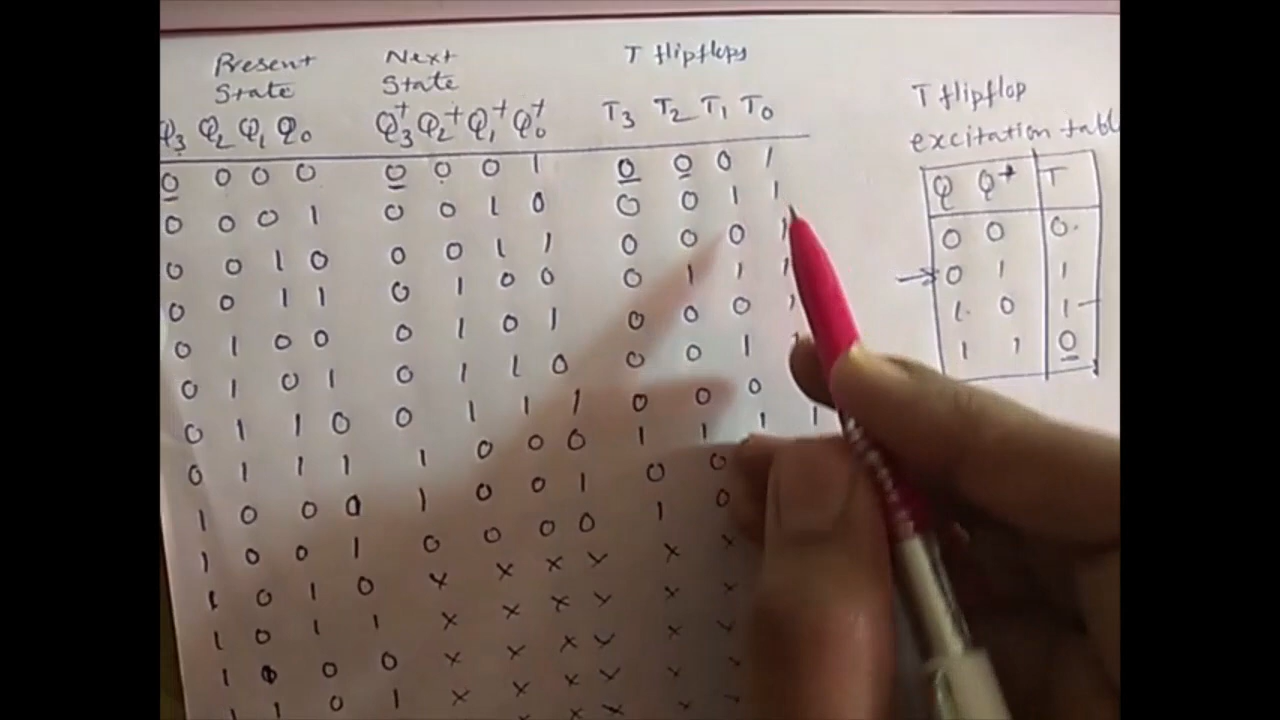 Present Next T flipflops
State State T flipflop
Q3 Q2 Q1 Q0 Q3+ Q2+ Q1+ Q0+ T3 T2 T1 T0 excitation tabl
0 0 0 0 0 0 0 1 0 0 0 1 Q Q+ T
0 0 0 1 0 0 1 0 0 0 1 1 0 0 0
0 0 1 0 0 0 1 1 0 0 0 1 → 0 1 1
0 0 1 1 0 1 0 0 0 1 1 1 1 0 1
0 1 0 0 0 1 0 1 0 0 0 1 1 1 0
0 1 0 1 0 1 1 0 0 0 1
0 1 1 0 0 1 1 1 0 0 0
0 1 1 1 1 0 0 0 1 1 1 1
1 0 0 0 1 0 0 1 0 0
1 0 0 1 0 0 0 0 1 0
1 0 1 0 x x x x x x
1 0 1 1 x x x x x x
1 0 0 x x x x x x
1 1 0 1 x x x x x x